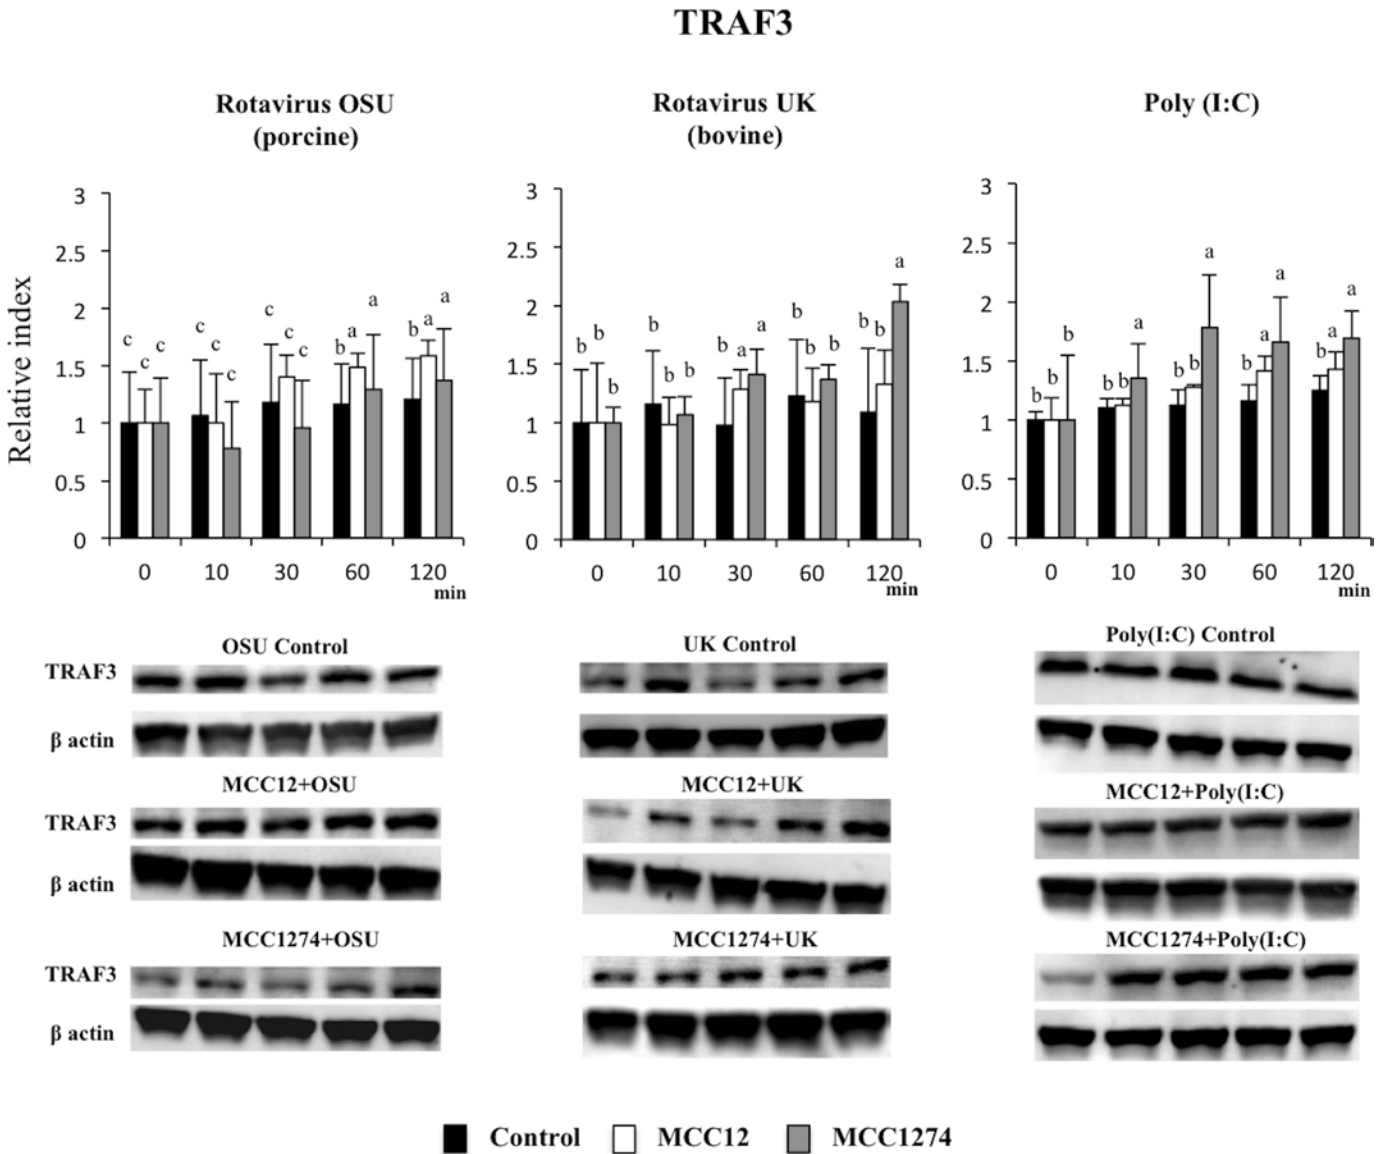 TRAF3
Rotavirus OSU
(porcine)
Rotavirus UK
(bovine)
Poly (I:C)
Relative index
3
2.5
2
1.5
1
0.5
0
c c c c c c c c c b a a b a a
0 10 30 60 120
min
3
2.5
2
1.5
1
0.5
0
b b b b b b b a a b b b b b a
0 10 30 60 120
min
3
2.5
2
1.5
1
0.5
0
b b b b b a b b a b a a b a a
0 10 30 60 120
min
OSU Control
TRAF3
β actin
MCC12+OSU
TRAF3
β actin
MCC1274+OSU
TRAF3
β actin
UK Control
MCC12+UK
MCC1274+UK
Poly(I:C) Control
MCC12+Poly(I:C)
MCC1274+Poly(I:C)
Control MCC12 MCC1274